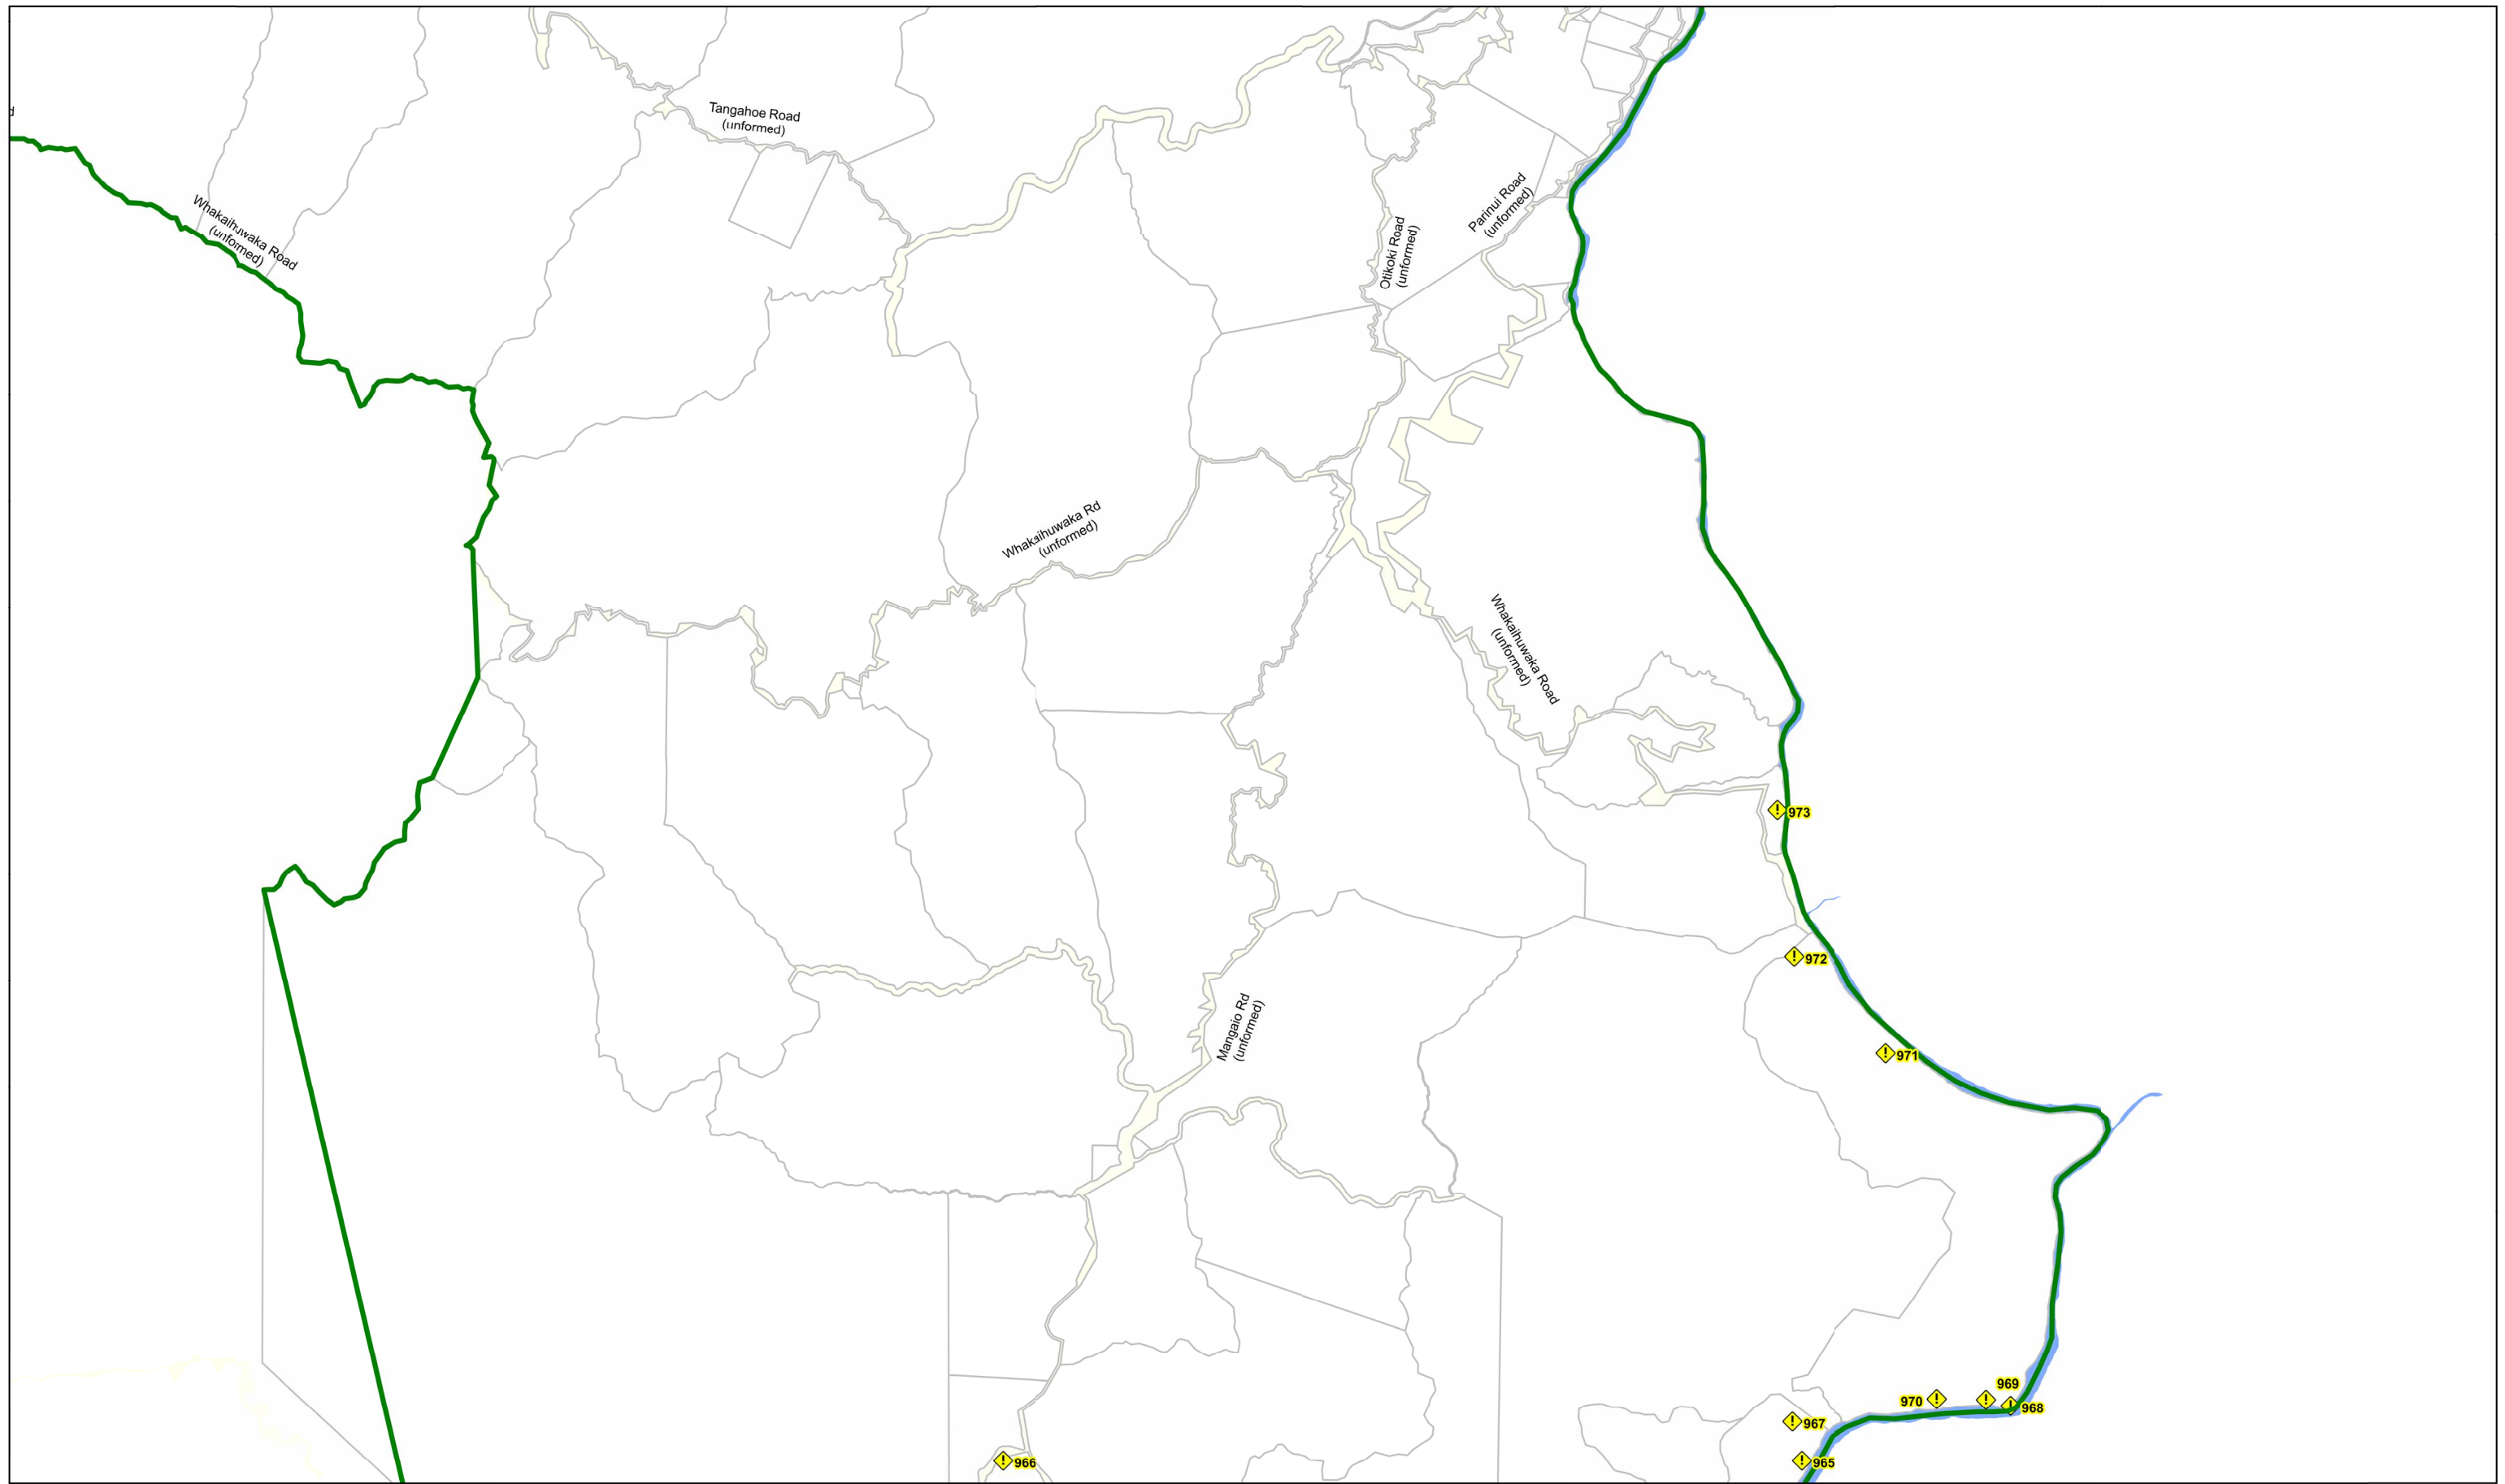 Tangahoe Road
(unformed)
Whakaihuwaka Road
(unformed)
Parinui Road
(unformed)
Otikoki Road
(unformed)
Whakaihuwaka Rd
(unformed)
Whakaihuwaka Road
(unformed)
973
972
Mangaio Rd
(unformed)
971
969
970
968
967
966
965